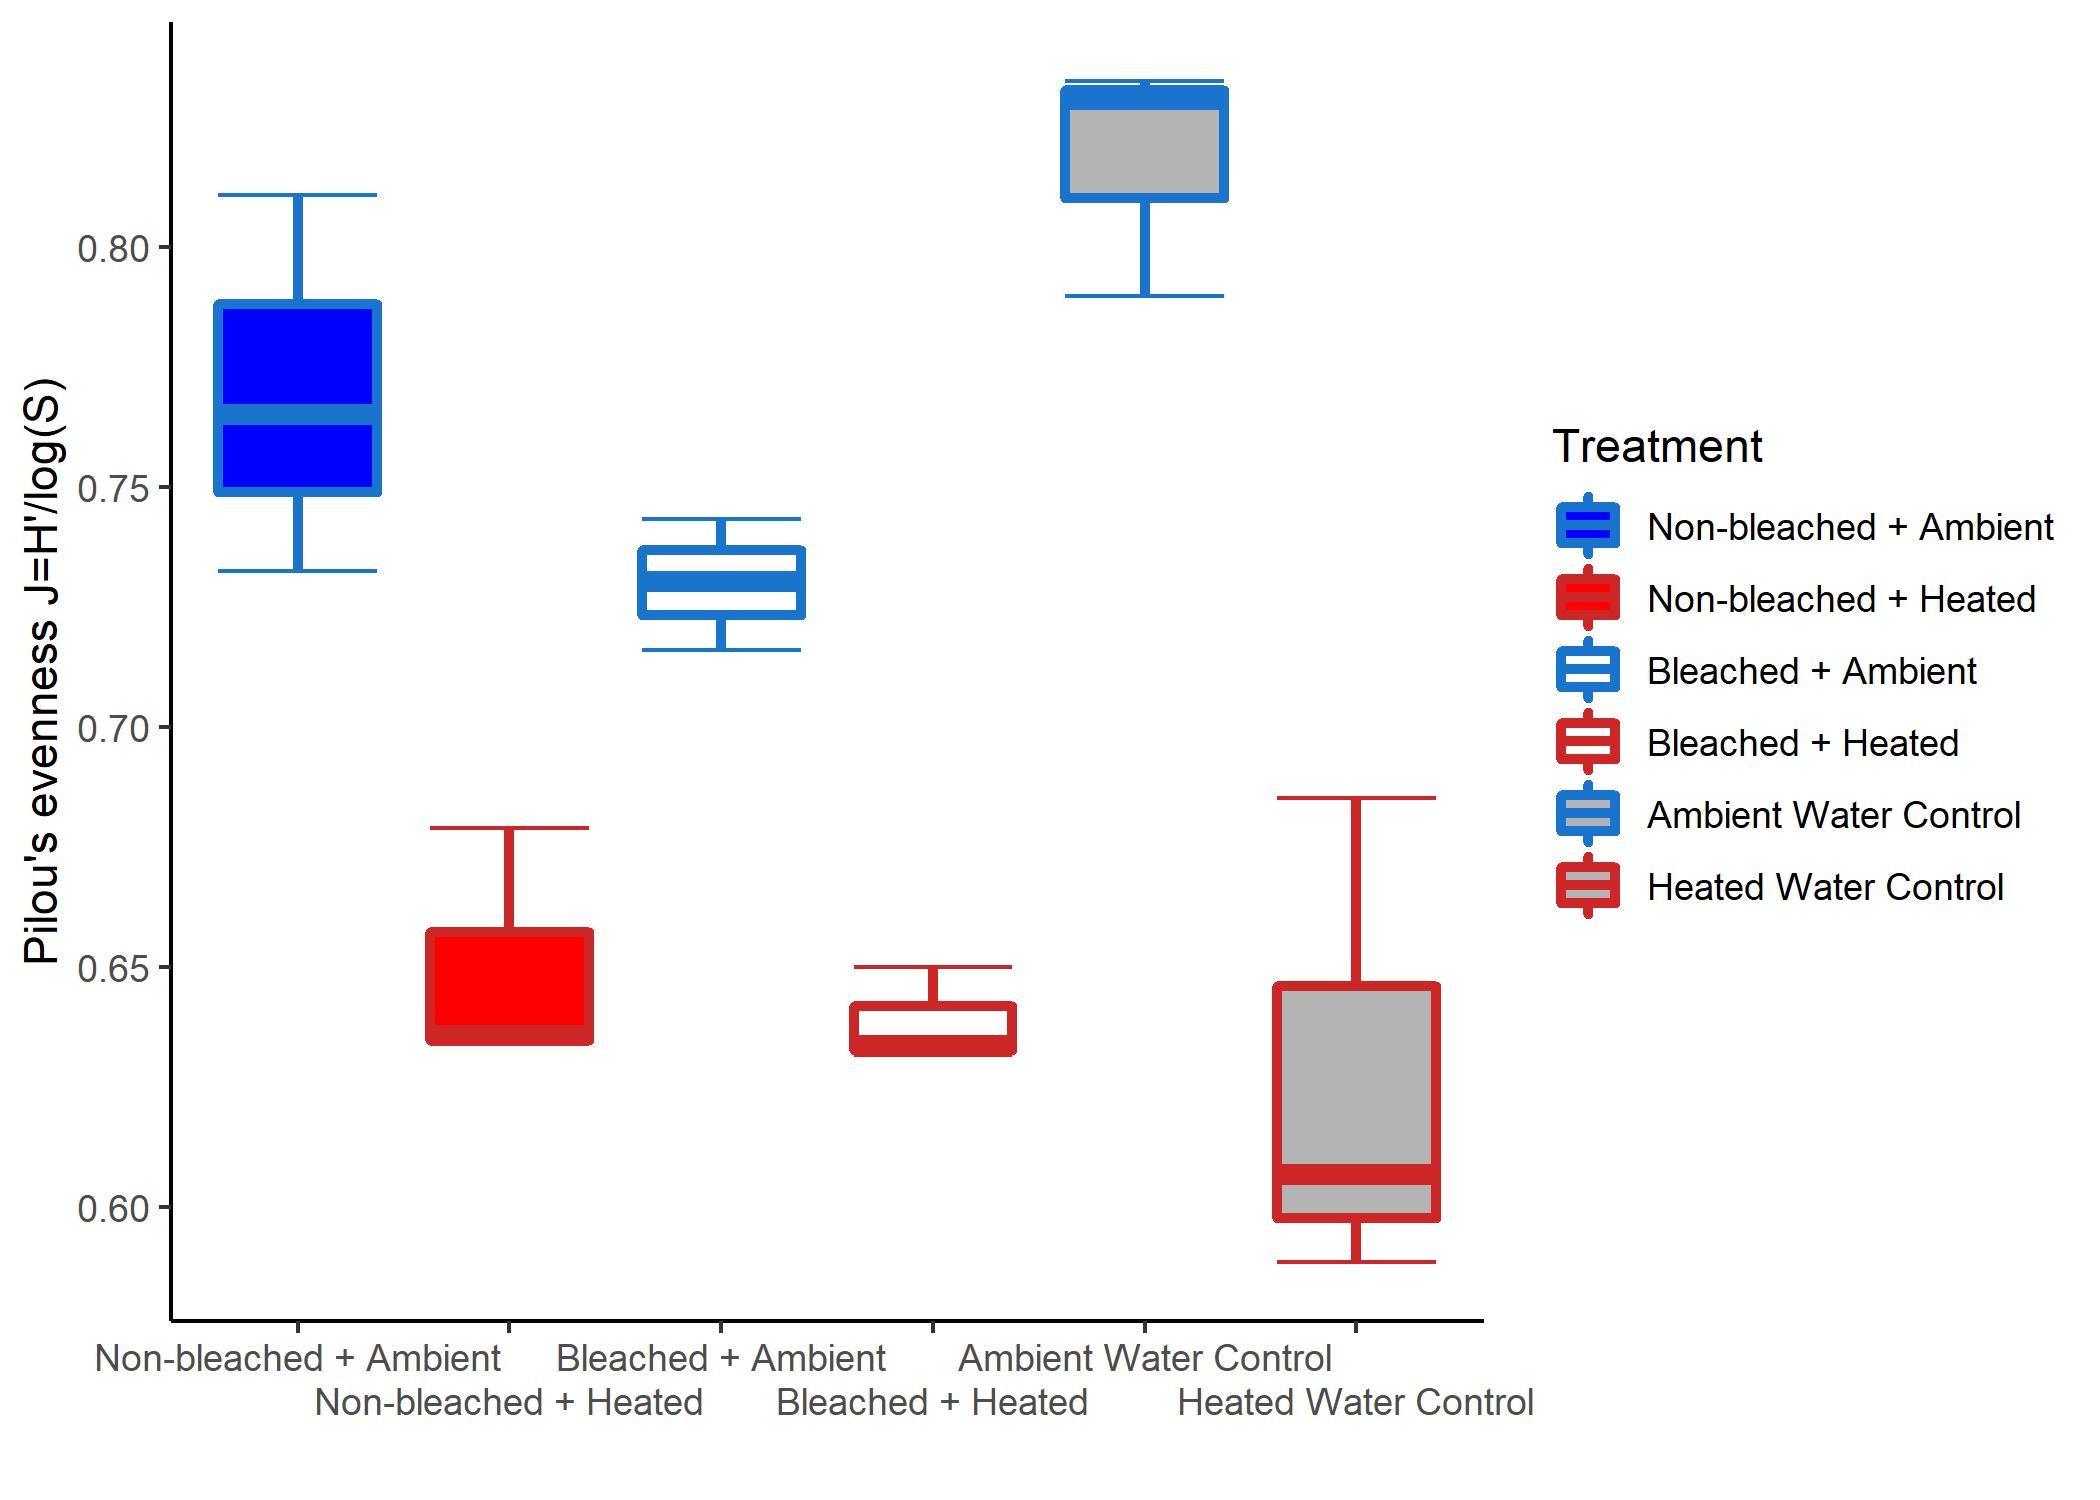 Pilou's evenness J=H'/log(S)
0.80
0.75
0.70
0.65
0.60
Non-bleached + Ambient
Bleached + Ambient
Ambient Water Control
Non-bleached + Heated
Bleached + Heated
Heated Water Control
Treatment
Non-bleached + Ambient
Non-bleached + Heated
Bleached + Ambient
Bleached + Heated
Ambient Water Control
Heated Water Control